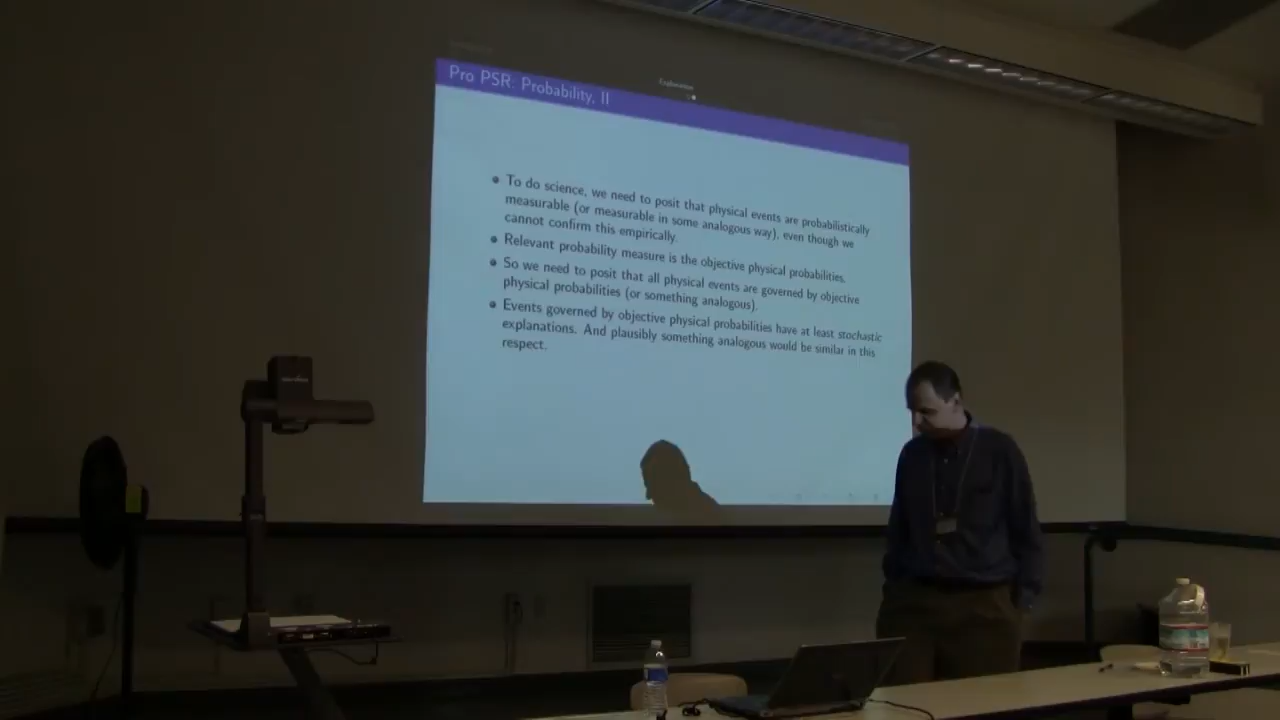 Explanation
Pro PSR: Probability, II
To do science, we need to posit that physical events are probabilistically
measurable (or measurable in some analogous way), even though we
cannot confirm this empirically.
Relevant probability measure is the objective physical probabilities.
So we need to posit that all physical events are governed by objective
physical probabilities (or something analogous).
Events governed by objective physical probabilities have at least stochastic
explanations. And plausibly something analogous would be similar in this
respect.